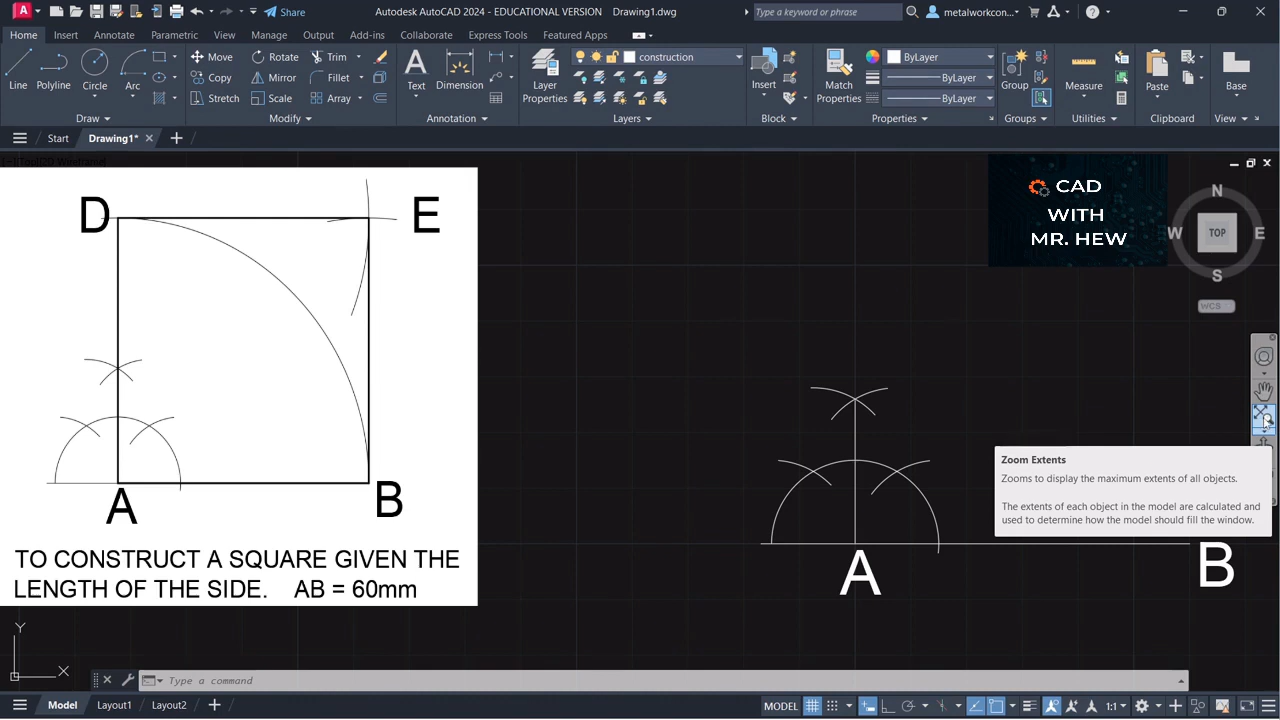 Share
Autodesk AutoCAD 2024 - EDUCATIONAL VERSION Drawing1.dwg
Type a keyword or phrase
metalworkcon...
Home Insert Annotate Parametric View Manage Output Add-ins Collaborate Express Tools Featured Apps
Move Rotate Trim
Copy Mirror Fillet
Stretch Scale Array
Line Polyline Circle Arc
Text Dimension
Layer Properties
construction
Insert
Match Properties
ByLayer
ByLayer
ByLayer
Group Measure Paste Base
Draw Modify Annotation Layers Block Properties Groups Utilities Clipboard View
Start Drawing1* +
[-][Top][2D Wireframe]
CAD
WITH
MR. HEW
N
W TOP E
S
WCS
D E
A B
TO CONSTRUCT A SQUARE GIVEN THE
LENGTH OF THE SIDE. AB = 60mm
A B
Zoom Extents
Zooms to display the maximum extents of all objects.
The extents of each object in the model are calculated and
used to determine how the model should fill the window.
Y
X
Type a command
Model Layout1 Layout2 +
MODEL 1:1